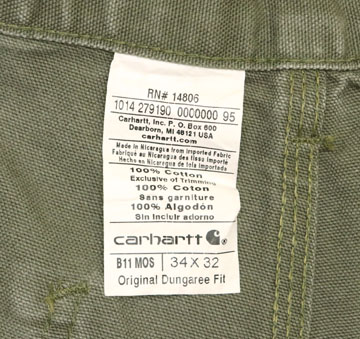 RN# 14806
1014 279190 0000000 95
Carhartt, Inc. P. O. Box 600
Dearborn, MI 48121 USA
carhartt.com
Made in Nicaragua from Imported Fabric
Fabriqué au Nicaragua des tissu importé
Hecho en Nicaragua de tela importada
100% Cotton
Exclusive of Trimming
100% Coton
Sans garniture
100% Algodón
Sin incluir adorno
carhartt
B11 MOS 34 X 32
Original Dungaree Fit